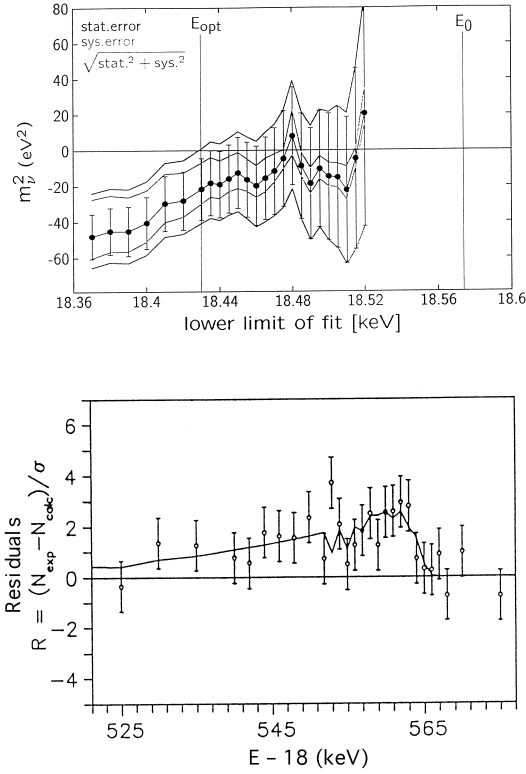 80
60
40
20
0
-20
-40
-60
m²ᵥ (eV²)
stat.error
sys.error
√stat.² + sys.²
E_opt
E₀
18.36
18.4
18.44
18.48
18.52
18.56
18.6
lower limit of fit [keV]
6
4
2
0
−2
−4
Residuals
R = (N_exp−N_calc)/σ
525
545
565
E − 18 (keV)